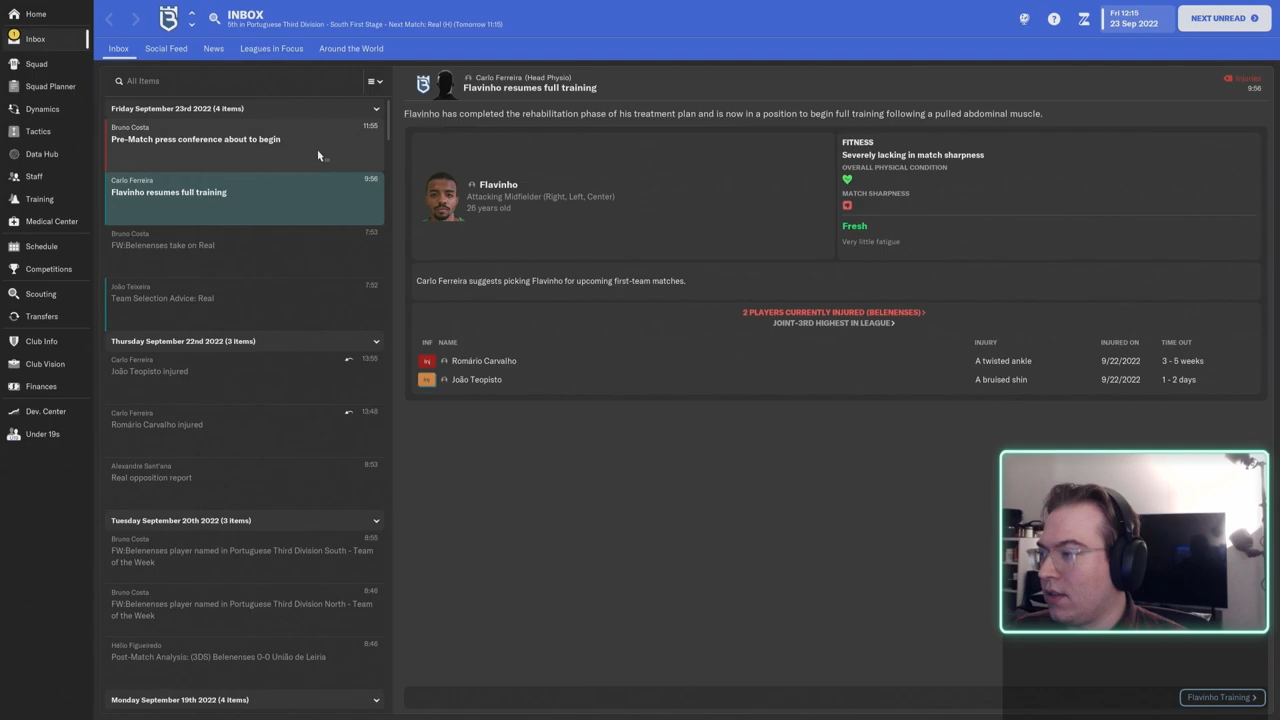 Home
Inbox
Squad
Squad Planner
Dynamics
Tactics
Data Hub
Staff
Training
Medical Center
Schedule
Competitions
Scouting
Transfers
Club Info
Club Vision
Finances
Dev. Center
Under 19s
INBOX
5th in Portuguese Third Division - South First Stage - Next Match: Real (H) (Tomorrow 11:15)
Fri 12:15
23 Sep 2022
NEXT UNREAD
Inbox
Social Feed
News
Leagues in Focus
Around the World
All Items
Friday September 23rd 2022 (4 items)
Bruno Costa
11:55
Pre-Match press conference about to begin
Carlo Ferreira
9:56
Flavinho resumes full training
Bruno Costa
7:53
FW:Belenenses take on Real
João Teixeira
7:52
Team Selection Advice: Real
Thursday September 22nd 2022 (3 items)
Carlo Ferreira
13:55
João Teopisto injured
Carlo Ferreira
13:48
Romário Carvalho injured
Alexandre Sant'ana
8:53
Real opposition report
Tuesday September 20th 2022 (3 items)
Bruno Costa
8:55
FW:Belenenses player named in Portuguese Third Division South - Team
of the Week
Bruno Costa
8:46
FW:Belenenses player named in Portuguese Third Division North - Team
of the Week
Hélio Figueiredo
8:46
Post-Match Analysis: (3DS) Belenenses 0-0 União de Leiria
Monday September 19th 2022 (4 items)
Carlo Ferreira (Head Physio)
Flavinho resumes full training
Injuries
9:56
Flavinho has completed the rehabilitation phase of his treatment plan and is now in a position to begin full training following a pulled abdominal muscle.
Flavinho
Attacking Midfielder (Right, Left, Center)
26 years old
FITNESS
Severely lacking in match sharpness
OVERALL PHYSICAL CONDITION
MATCH SHARPNESS
Fresh
Very little fatigue
Carlo Ferreira suggests picking Flavinho for upcoming first-team matches.
2 PLAYERS CURRENTLY INJURED (BELENENSES)
JOINT-3RD HIGHEST IN LEAGUE
INF NAME INJURY INJURED ON TIME OUT
Inj Romário Carvalho A twisted ankle 9/22/2022 3 - 5 weeks
Inj João Teopisto A bruised shin 9/22/2022 1 - 2 days
Flavinho Training